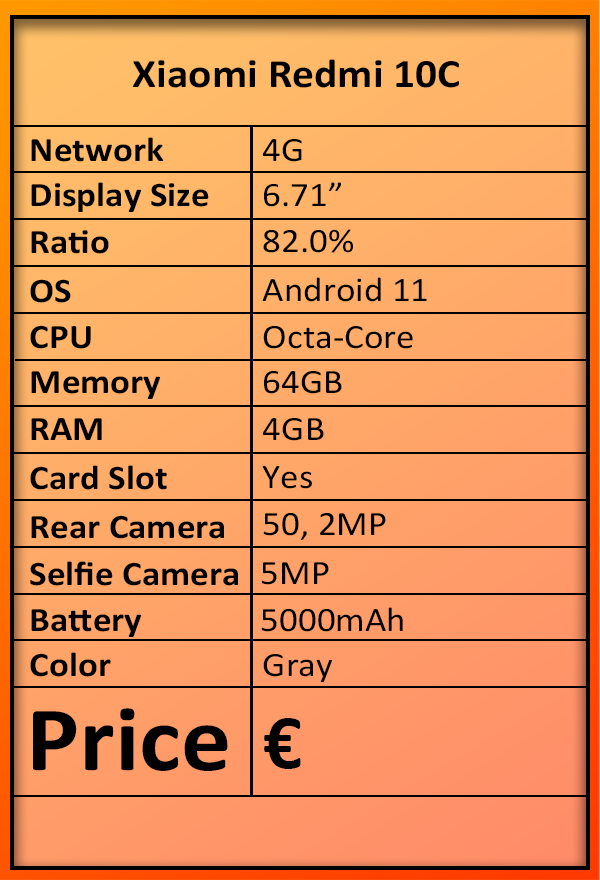 Xiaomi Redmi 10C
Network 4G
Display Size 6.71”
Ratio 82.0%
OS Android 11
CPU Octa-Core
Memory 64GB
RAM 4GB
Card Slot Yes
Rear Camera 50, 2MP
Selfie Camera 5MP
Battery 5000mAh
Color Gray
Price €